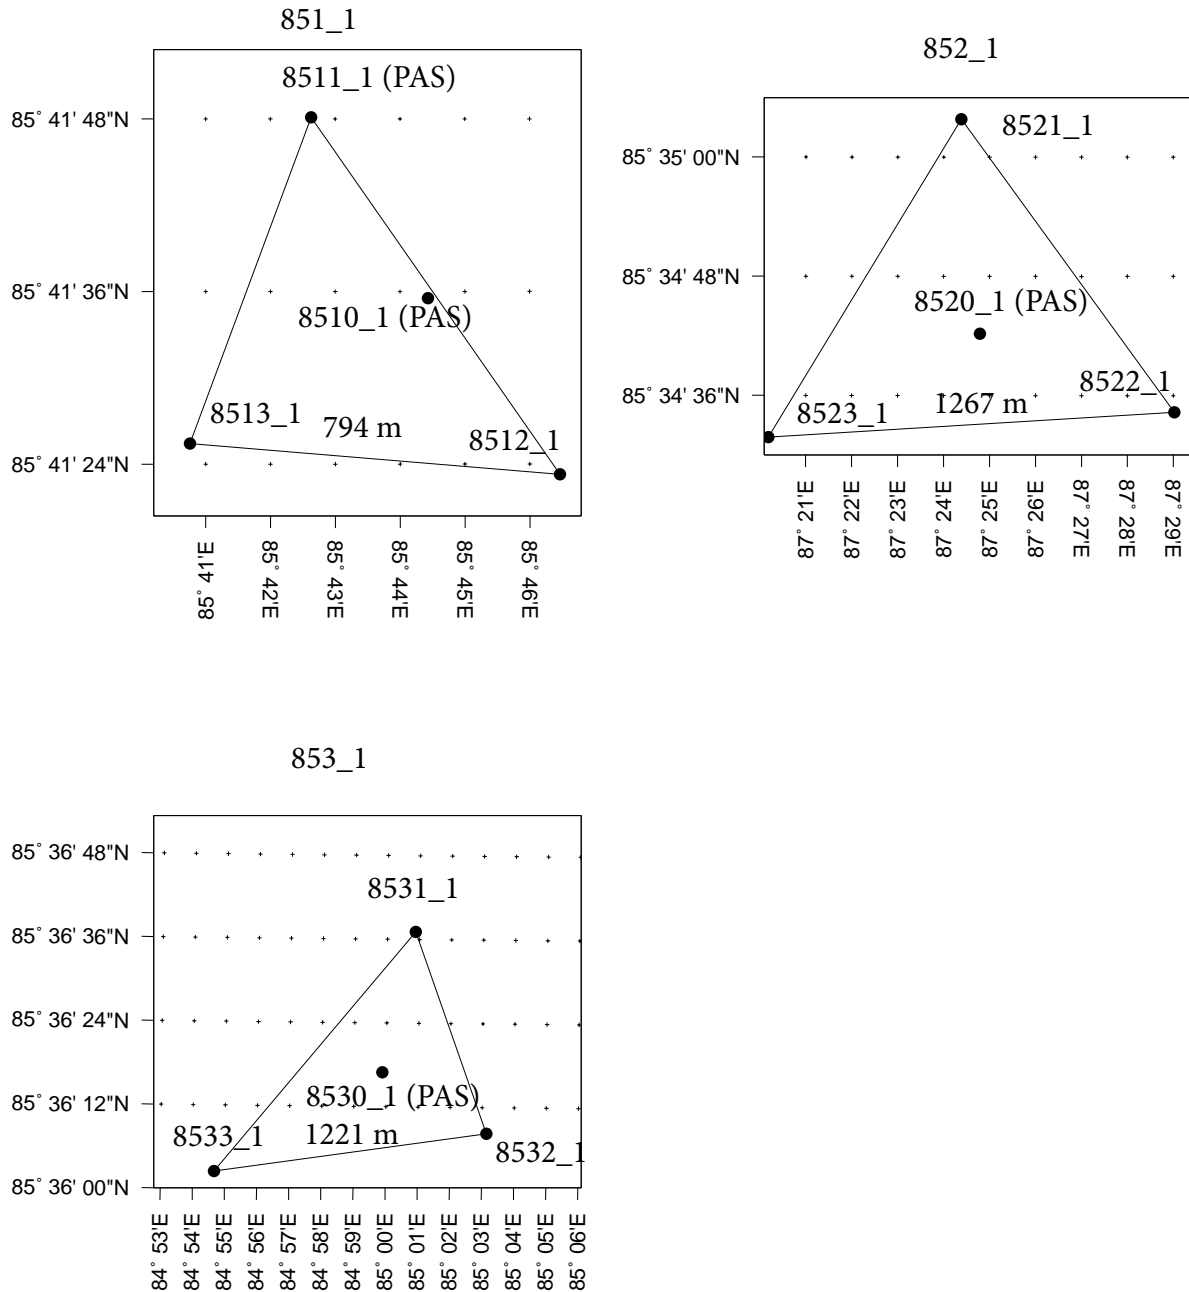 851_1
8511_1 (PAS)
85˚ 41' 48"N
85˚ 41' 36"N
8510_1 (PAS)
8513_1
794 m
8512_1
85˚ 41' 24"N
85˚ 41'E
85˚ 42'E
85˚ 43'E
85˚ 44'E
85˚ 45'E
85˚ 46'E
852_1
8521_1
85˚ 35' 00"N
85˚ 34' 48"N
8520_1 (PAS)
8522_1
85˚ 34' 36"N
8523_1
1267 m
87˚ 21'E
87˚ 22'E
87˚ 23'E
87˚ 24'E
87˚ 25'E
87˚ 26'E
87˚ 27'E
87˚ 28'E
87˚ 29'E
853_1
85˚ 36' 48"N
8531_1
85˚ 36' 36"N
85˚ 36' 24"N
8530_1 (PAS)
85˚ 36' 12"N
8533_1
1221 m
8532_1
85˚ 36' 00"N
84˚ 53'E
84˚ 54'E
84˚ 55'E
84˚ 56'E
84˚ 57'E
84˚ 58'E
84˚ 59'E
85˚ 00'E
85˚ 01'E
85˚ 02'E
85˚ 03'E
85˚ 04'E
85˚ 05'E
85˚ 06'E